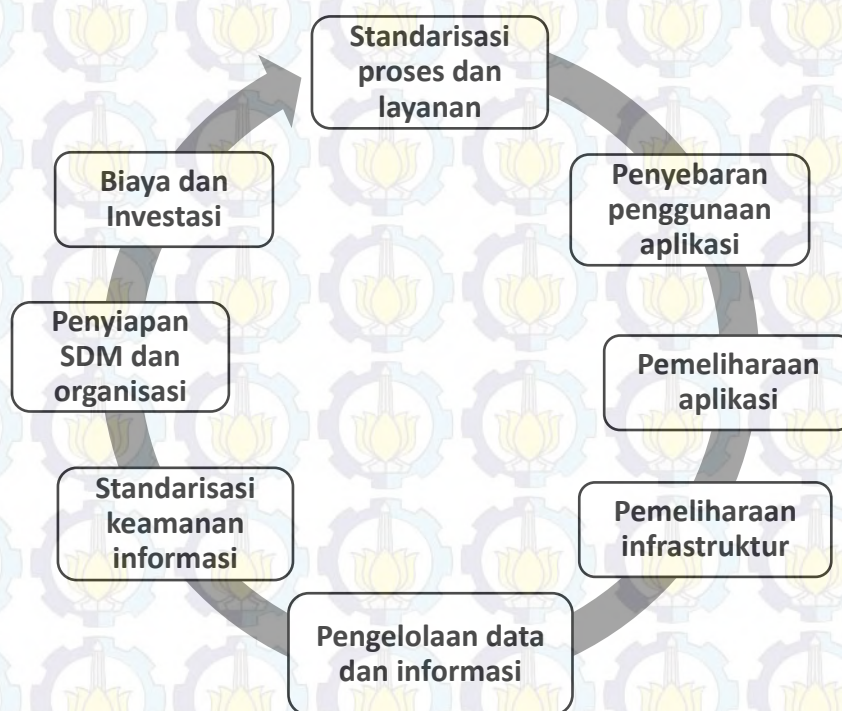 Standarisasi
proses dan
layanan
Penyebaran
penggunaan
aplikasi
Pemeliharaan
aplikasi
Pemeliharaan
infrastruktur
Pengelolaan data
dan informasi
Standarisasi
keamanan
informasi
Penyiapan
SDM dan
organisasi
Biaya dan
Investasi